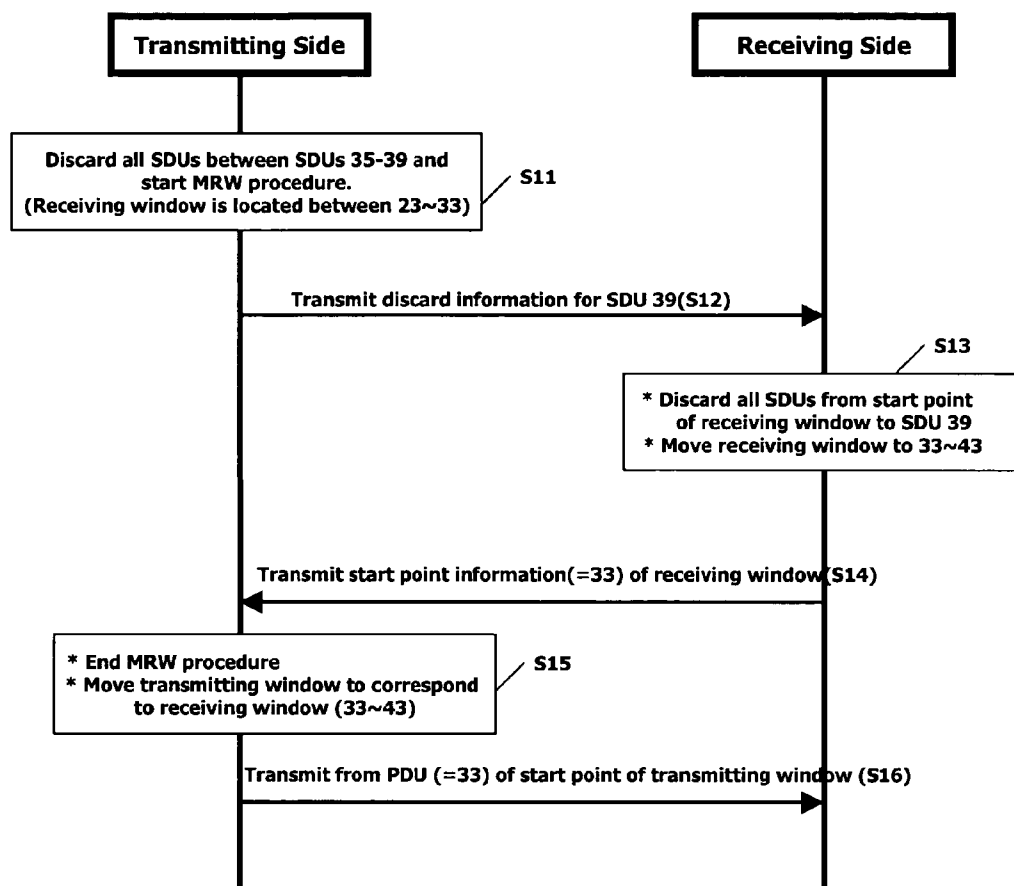 Transmitting Side
Receiving Side
Discard all SDUs between SDUs 35-39 and
start MRW procedure.
(Receiving window is located between 23~33)
S11
Transmit discard information for SDU 39(S12)
S13
* Discard all SDUs from start point
of receiving window to SDU 39
* Move receiving window to 33~43
Transmit start point information(=33) of receiving window(S14)
* End MRW procedure
* Move transmitting window to correspond
to receiving window (33~43)
S15
Transmit from PDU (=33) of start point of transmitting window (S16)